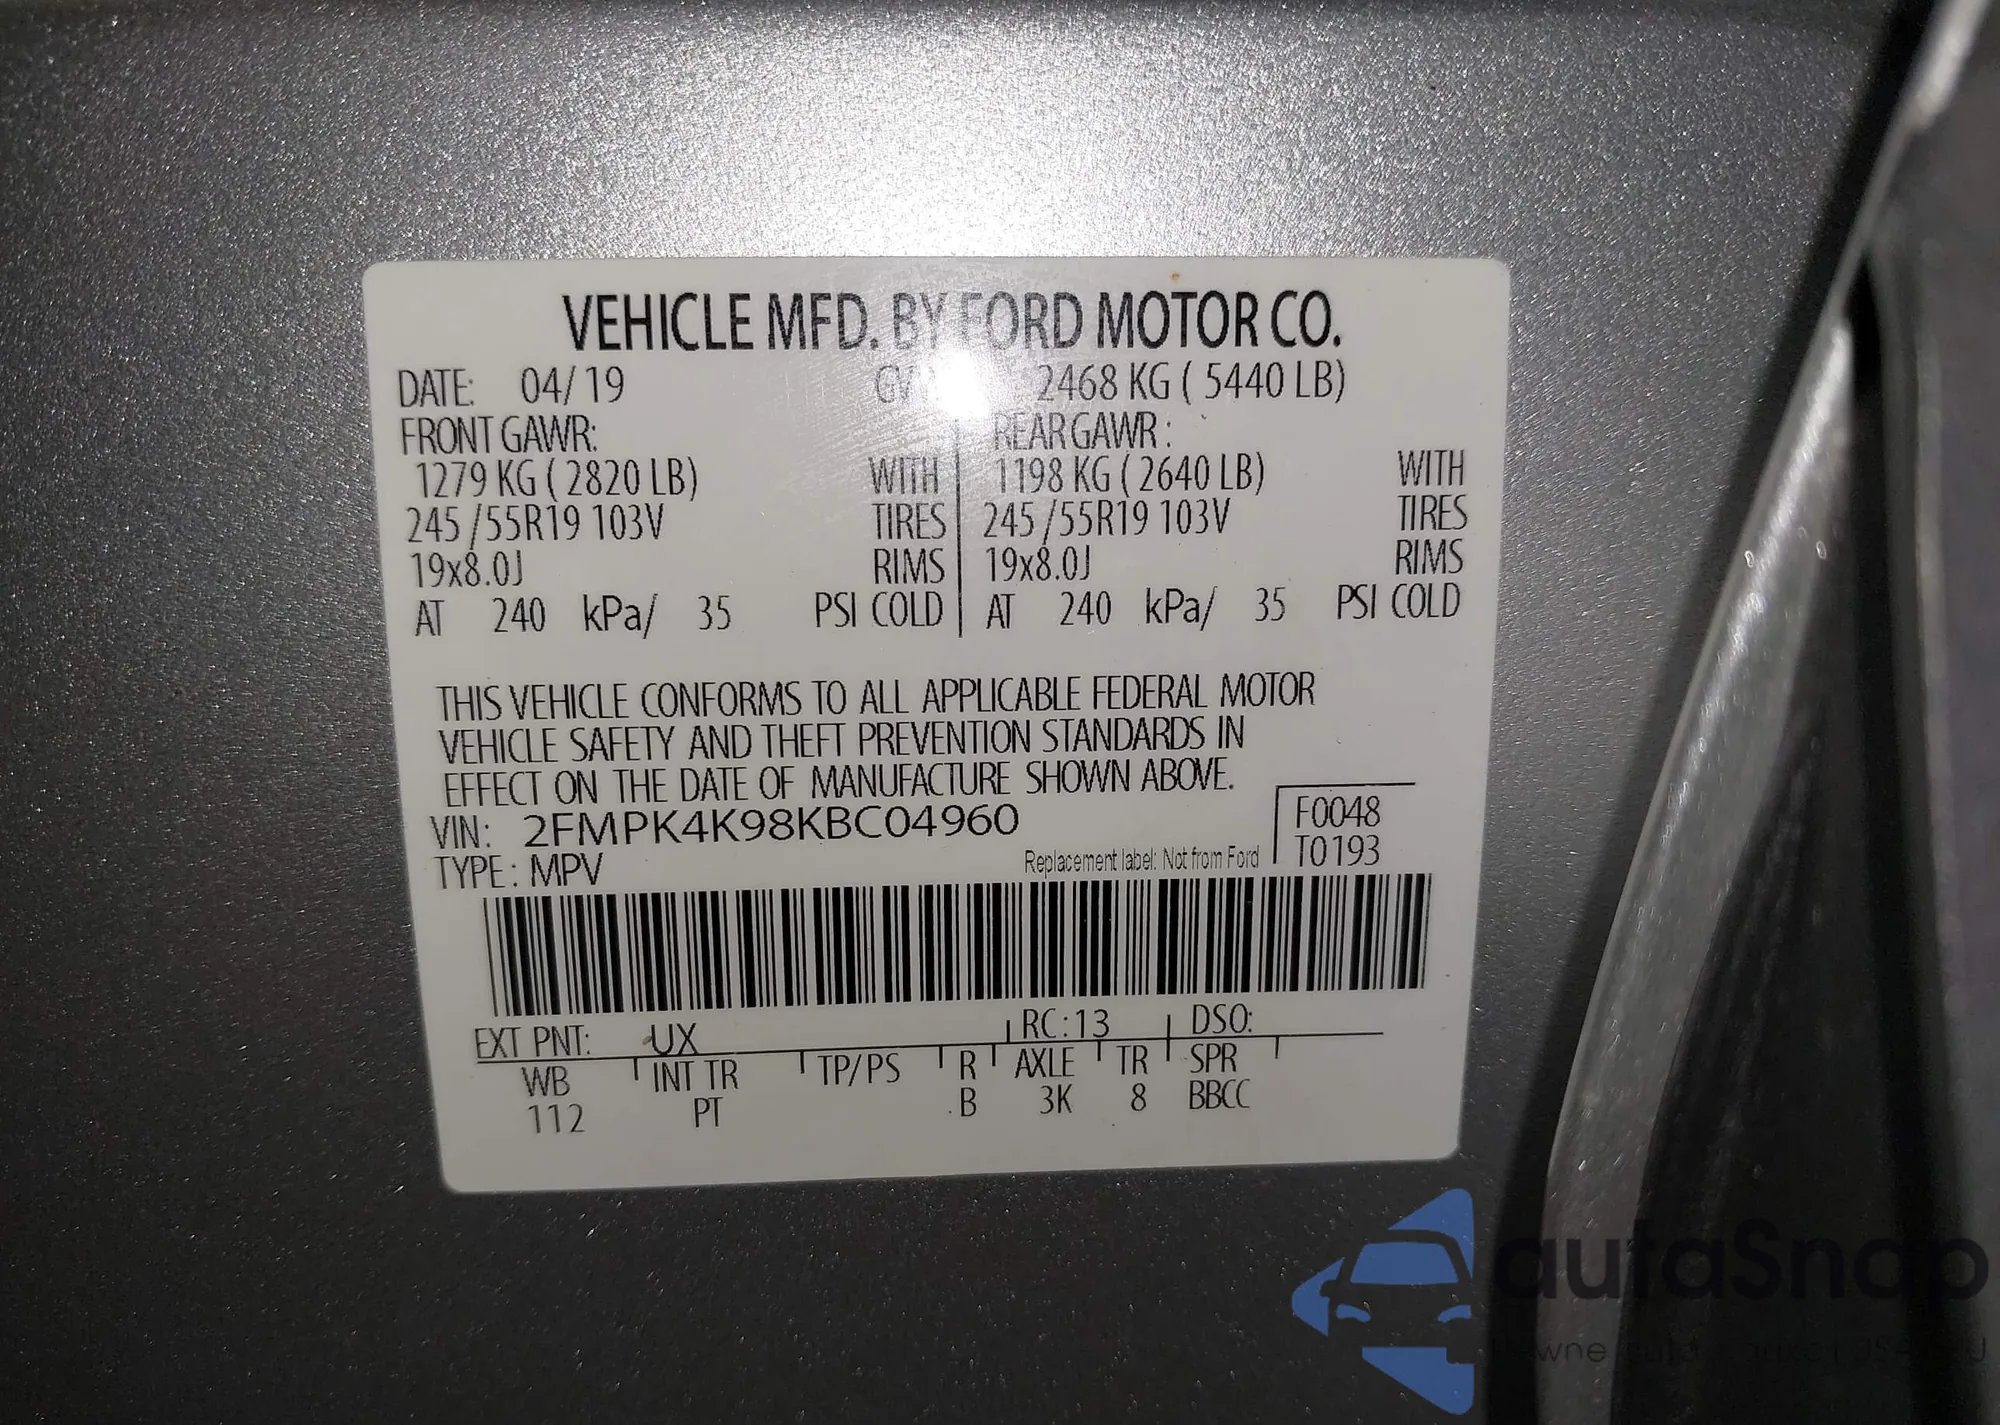 VEHICLE MFD. BY FORD MOTOR CO.
DATE: 04/19 2468 KG (5440 LB)
FRONT GAWR: REAR GAWR:
1279 KG (2820 LB) WITH 1198 KG (2640 LB) WITH
245/55R19 103V TIRES 245/55R19 103V TIRES
19x8.0J RIMS 19x8.0J RIMS
AT 240 kPa/ 35 PSI COLD AT 240 kPa/ 35 PSI COLD
THIS VEHICLE CONFORMS TO ALL APPLICABLE FEDERAL MOTOR
VEHICLE SAFETY AND THEFT PREVENTION STANDARDS IN
EFFECT ON THE DATE OF MANUFACTURE SHOWN ABOVE.
VIN: 2FMPK4K98KBC04960 F0048
TYPE: MPV Replacement label: Not from Ford T0193
EXT PNT: UX RC:13 DSO:
WB INT TR TP/PS R AXLE TR SPR
112 PT B 3K 8 BBCC
autaSnap